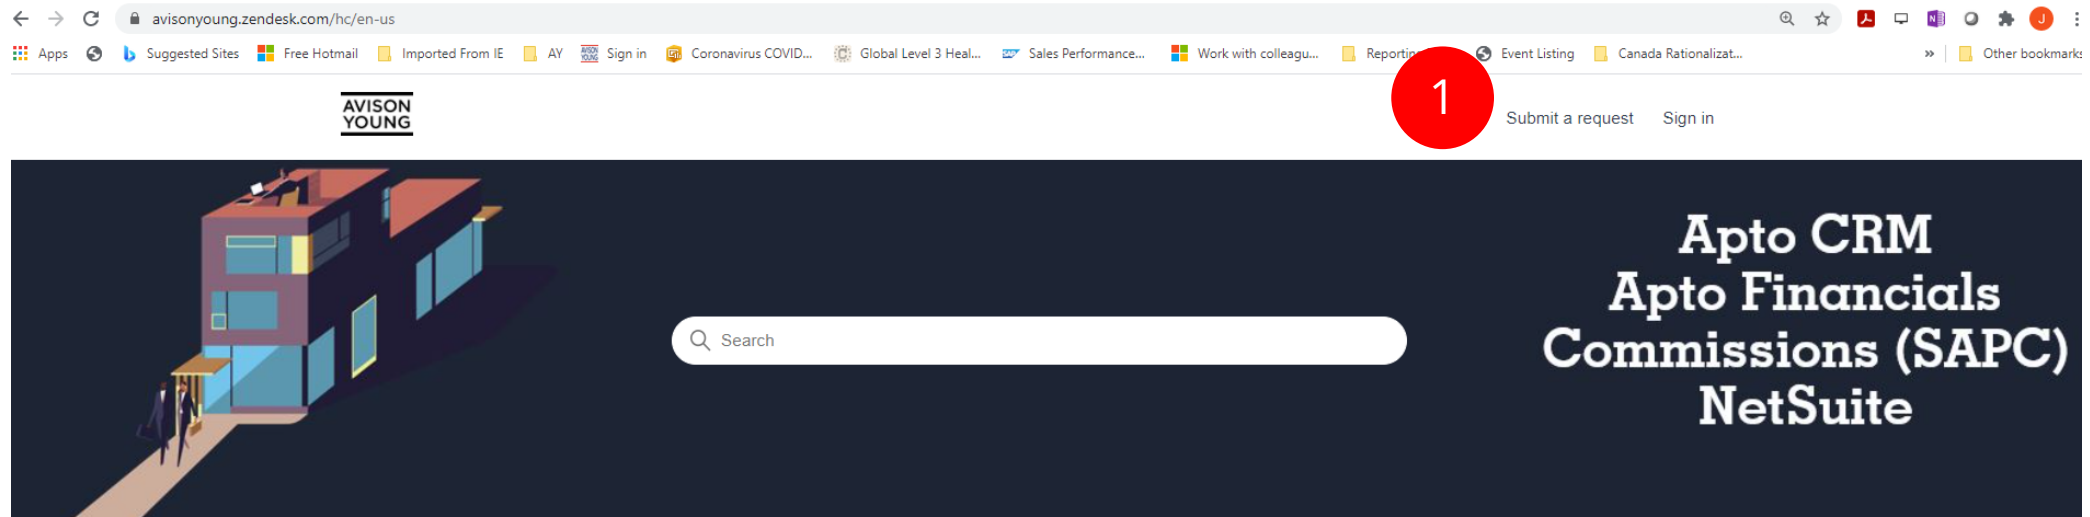 avisonyoung.zendesk.com/hc/en-us
Apps Suggested Sites Free Hotmail Imported From IE AY Sign in Coronavirus COVID... Global Level 3 Heal... Sales Performance... Work with colleagu... Event Listing Canada Rationalizat... » Other bookmarks
AVISON
YOUNG
1
Submit a request Sign in
Search
Apto CRM
Apto Financials
Commissions (SAPC)
NetSuite